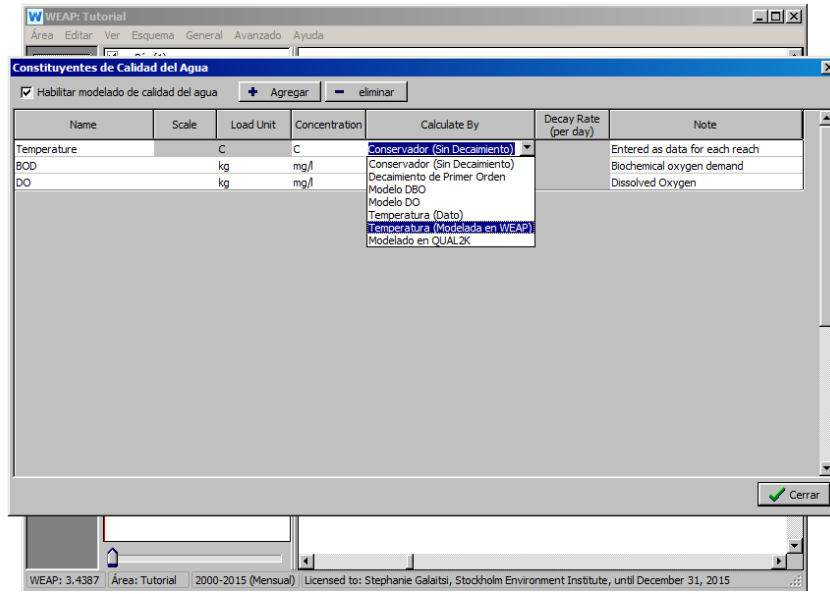 WEAP: Tutorial
Área Editar Ver Esquema General Avanzado Ayuda
Constituyentes de Calidad del Agua
Habilitar modelado de calidad del agua Agregar eliminar
Name Scale Load Unit Concentration Calculate By Decay Rate (per day) Note
Temperature C C Conservador (Sin Decaimiento) Entered as data for each reach
BOD kg mg/l Biochemical oxygen demand
DO kg mg/l Dissolved Oxygen
Conservador (Sin Decaimiento)
Decaimiento de Primer Orden
Modelo DBO
Modelo DO
Temperatura (Dato)
Temperatura (Modelada en WEAP)
Modelado en QUAL2K
Cerrar
WEAP: 3.4387 Área: Tutorial 2000-2015 (Mensual) Licensed to: Stephanie Galaitsi, Stockholm Environment Institute, until December 31, 2015